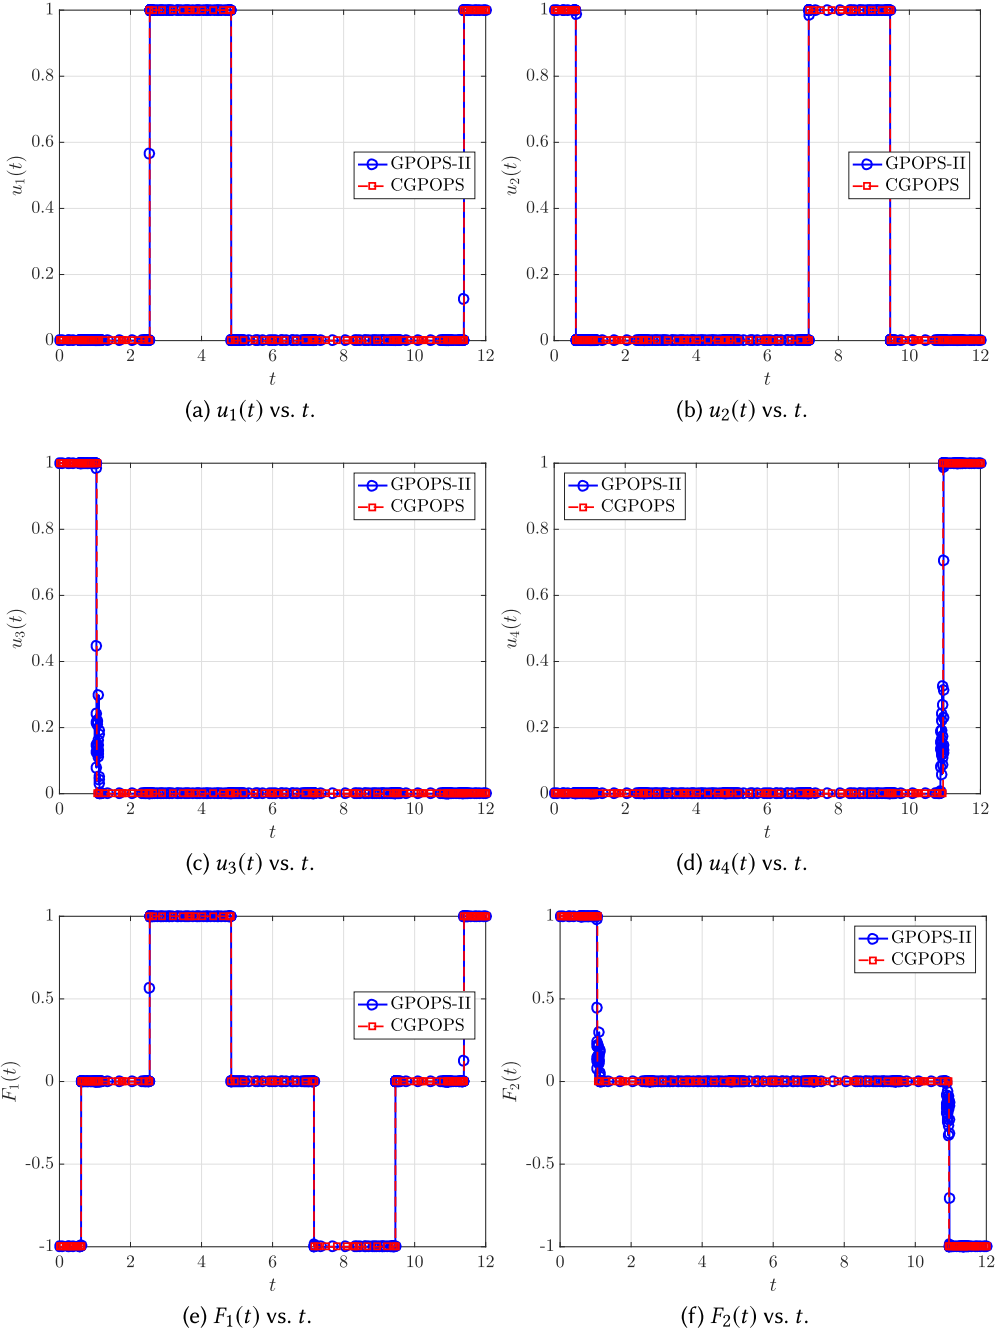 1
0.8
0.6
0.4
0.2
0
u1(t)
GPOPS-II
CGPOPS
0 2 4 6 8 10 12
t
(a) u1(t) vs. t.
1
0.8
0.6
0.4
0.2
0
u2(t)
GPOPS-II
CGPOPS
0 2 4 6 8 10 12
t
(b) u2(t) vs. t.
1
0.8
0.6
0.4
0.2
0
u3(t)
GPOPS-II
CGPOPS
0 2 4 6 8 10 12
t
(c) u3(t) vs. t.
1
0.8
0.6
0.4
0.2
0
u4(t)
GPOPS-II
CGPOPS
0 2 4 6 8 10 12
t
(d) u4(t) vs. t.
1
0.5
0
-0.5
-1
F1(t)
GPOPS-II
CGPOPS
0 2 4 6 8 10 12
t
(e) F1(t) vs. t.
1
0.5
0
-0.5
-1
F2(t)
GPOPS-II
CGPOPS
0 2 4 6 8 10 12
t
(f) F2(t) vs. t.